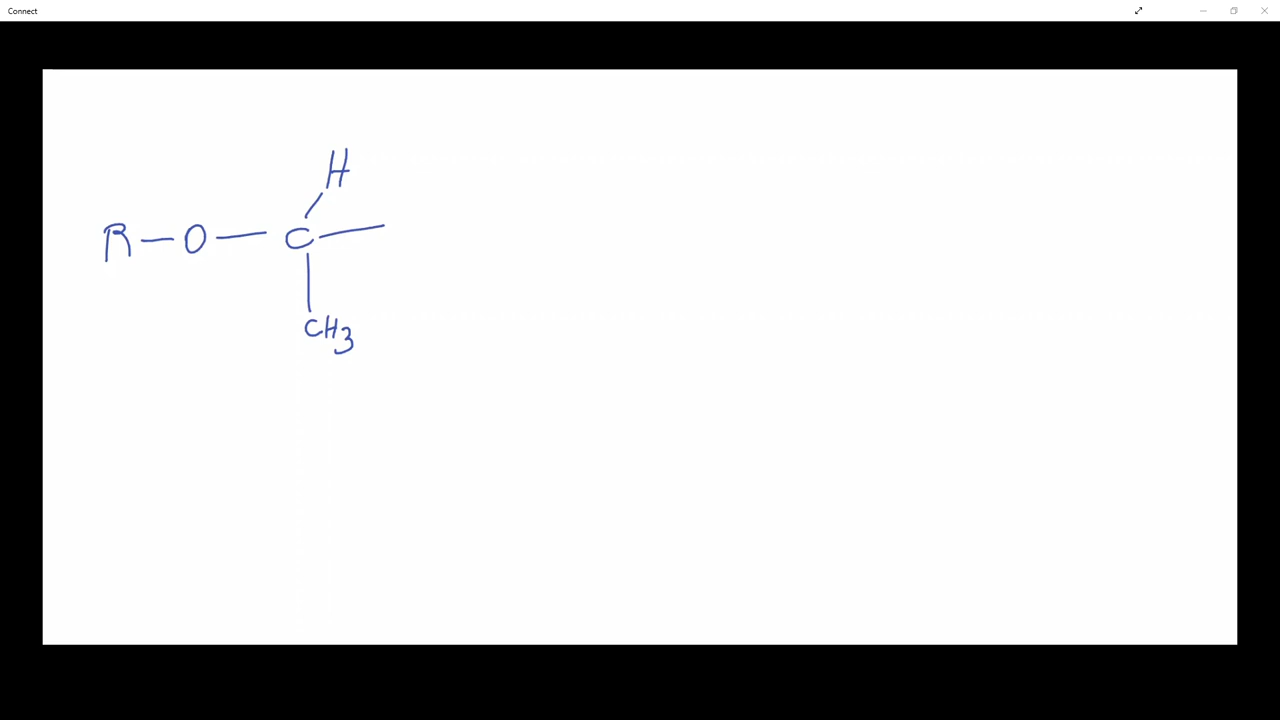 Connect
H
R — O — C —
CH3